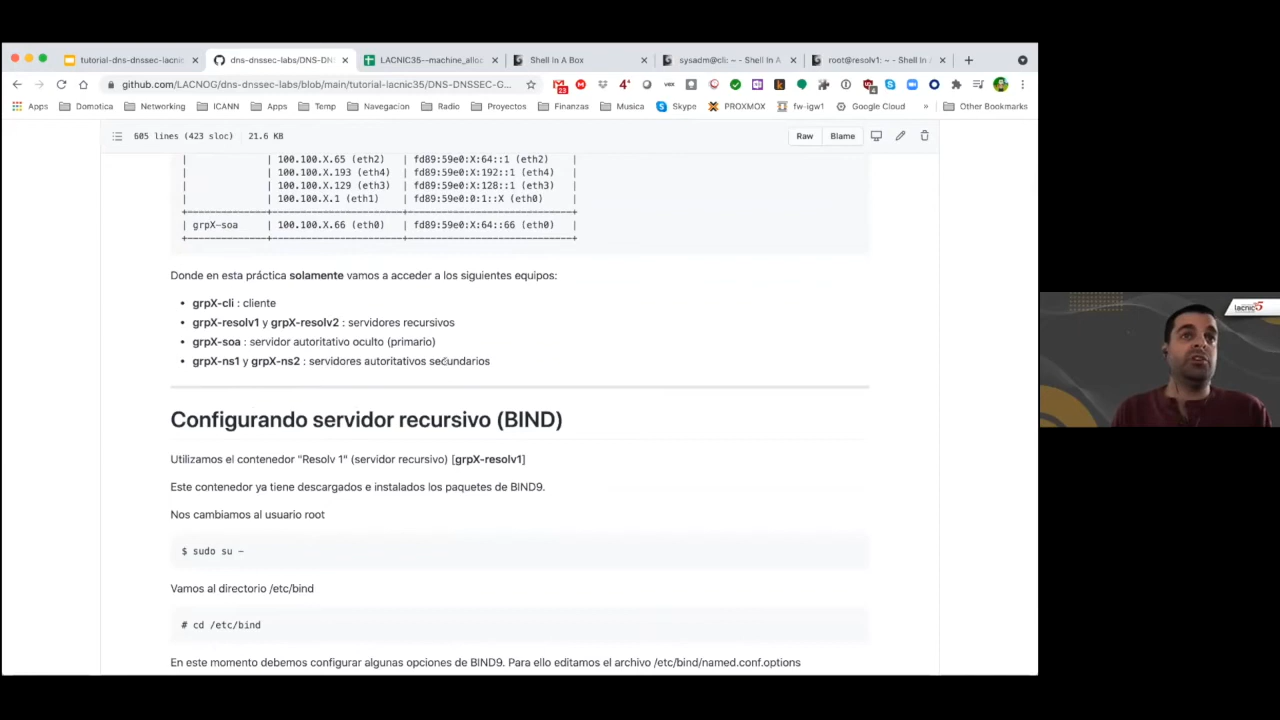 tutorial-dns-dnssec-lacnic
dns-dnssec-labs/DNS-DN
LACNIC35--machine_alloc
Shell In A Box
sysadm@cli: ~ - Shell In A
root@resolv1: ~ - Shell In
github.com/LACNOG/dns-dnssec-labs/blob/main/tutorial-lacnic35/DNS-DNSSEC-G...
23
Apps Domotica Networking ICANN Apps Temp Navegacion Radio Proyectos Finanzas Musica Skype PROXMOX fw-igw1 Google Cloud » Other Bookmarks
605 lines (423 sloc) 21.6 KB Raw Blame
| | 100.100.X.65 (eth2) | fd89:59e0:X:64::1 (eth2) |
| | 100.100.X.193 (eth4) | fd89:59e0:X:192::1 (eth4) |
| | 100.100.X.129 (eth3) | fd89:59e0:X:128::1 (eth3) |
| | 100.100.X.1 (eth1) | fd89:59e0:0:1::X (eth0) |
| grpX-soa | 100.100.X.66 (eth0) | fd89:59e0:X:64::66 (eth0) |
Donde en esta práctica solamente vamos a acceder a los siguientes equipos:
• grpX-cli : cliente
• grpX-resolv1 y grpX-resolv2 : servidores recursivos
• grpX-soa : servidor autoritativo oculto (primario)
• grpX-ns1 y grpX-ns2 : servidores autoritativos secundarios
Configurando servidor recursivo (BIND)
Utilizamos el contenedor "Resolv 1" (servidor recursivo) [grpX-resolv1]
Este contenedor ya tiene descargados e instalados los paquetes de BIND9.
Nos cambiamos al usuario root
$ sudo su -
Vamos al directorio /etc/bind
# cd /etc/bind
En este momento debemos configurar algunas opciones de BIND9. Para ello editamos el archivo /etc/bind/named.conf.options
lacnic